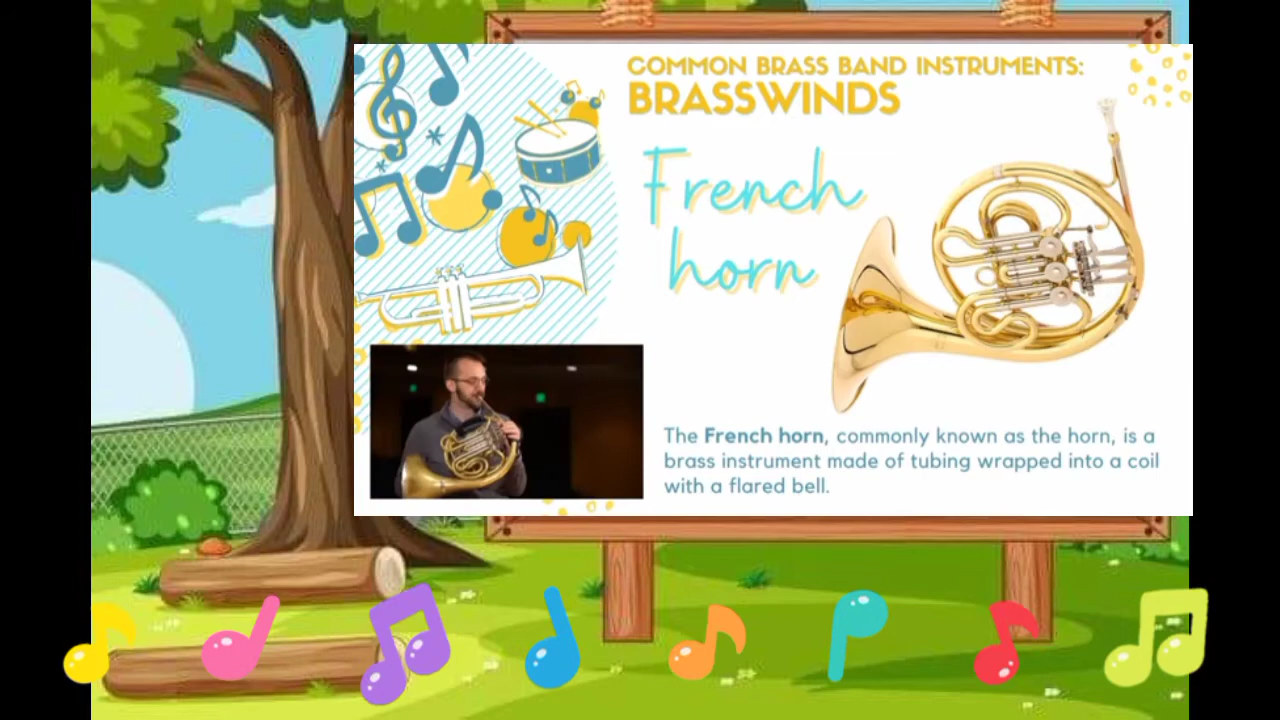 COMMON BRASS BAND INSTRUMENTS:
BRASSWINDS
French
horn
The French horn, commonly known as the horn, is a
brass instrument made of tubing wrapped into a coil
with a flared bell.